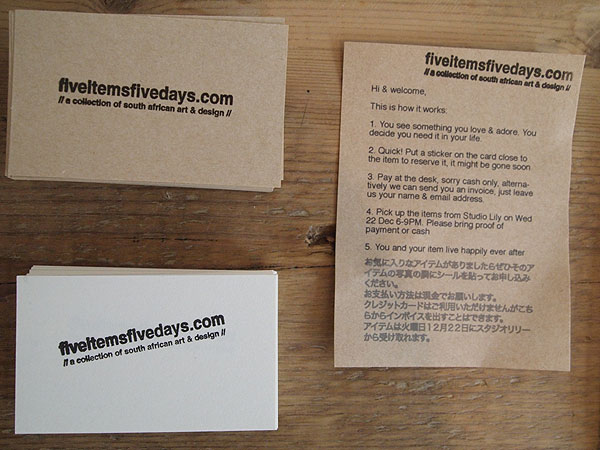 fiveitemsfivedays.com
// a collection of south african art & design //
fiveitemsfivedays.com
// a collection of south african art & design //
fiveitemsfivedays.com
// a collection of south african art & design //
Hi & welcome,
This is how it works:
1. You see something you love & adore. You
decide you need it in your life.
2. Quick! Put a sticker on the card close to
the item to reserve it, it might be gone soon
3. Pay at the desk, sorry cash only, alterna-
tively we can send you an invoice, just leave
us your name & email address.
4. Pick up the items from Studio Lily on Wed
22 Dec 6-9PM. Please bring proof of
payment or cash
5. You and your item live happily ever after
お気に入りなアイテムがありましたらぜひそのア
イテムの写真の隣にシールを貼ってお申し込み
ください。
お支払い方法は現金でお願いします。
クレジットカードはご利用いただけませんがこち
らからインボイスを出すことはできます。
アイテムは火曜日12月22日にスタジオリリー
から受け取れます。